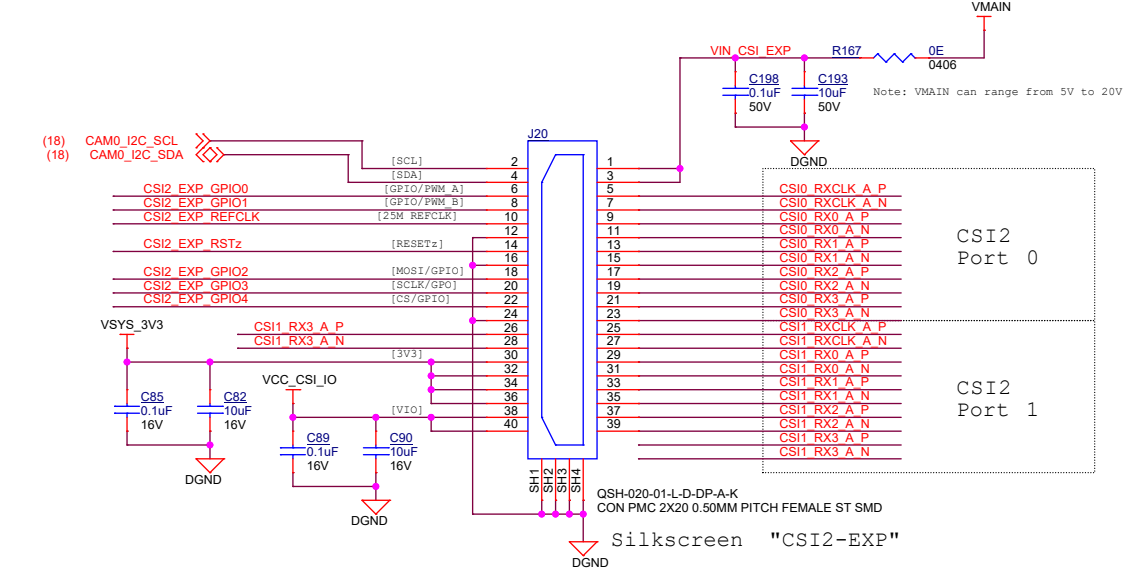 VMAIN
VIN_CSI_EXP R167 0E
0406
C198 C193
0.1uF 10uF
50V 50V
Note: VMAIN can range from 5V to 20V
DGND
J20
(18) CAM0_I2C_SCL [SCL] 2 1
(18) CAM0_I2C_SDA [SDA] 4 3
CSI2_EXP_GPIO0 [GPIO/PWM_A] 6 5 CSI0_RXCLK_A_P
CSI2_EXP_GPIO1 [GPIO/PWM_B] 8 7 CSI0_RXCLK_A_N
CSI2_EXP_REFCLK [25M REFCLK] 10 9 CSI0_RX0_A_P
12 11 CSI0_RX0_A_N
CSI2_EXP_RSTz [RESETz] 14 13 CSI0_RX1_A_P
16 15 CSI0_RX1_A_N
CSI2_EXP_GPIO2 [MOSI/GPIO] 18 17 CSI0_RX2_A_P
CSI2_EXP_GPIO3 [SCLK/GPO] 20 19 CSI0_RX2_A_N
CSI2_EXP_GPIO4 [CS/GPIO] 22 21 CSI0_RX3_A_P
24 23 CSI0_RX3_A_N
CSI2
Port 0
VSYS_3V3
CSI1_RX3_A_P 26 25 CSI1_RXCLK_A_P
CSI1_RX3_A_N 28 27 CSI1_RXCLK_A_N
[3V3] 30 29 CSI1_RX0_A_P
32 31 CSI1_RX0_A_N
34 33 CSI1_RX1_A_P
36 35 CSI1_RX1_A_N
[VIO] 38 37 CSI1_RX2_A_P
40 39 CSI1_RX2_A_N
CSI1_RX3_A_P
CSI1_RX3_A_N
CSI2
Port 1
VCC_CSI_IO
C85 C82
0.1uF 10uF
16V 16V
DGND
C89 C90
0.1uF 10uF
16V 16V
DGND
SH1 SH2 SH3 SH4
QSH-020-01-L-D-DP-A-K
CON PMC 2X20 0.50MM PITCH FEMALE ST SMD
Silkscreen "CSI2-EXP"
DGND